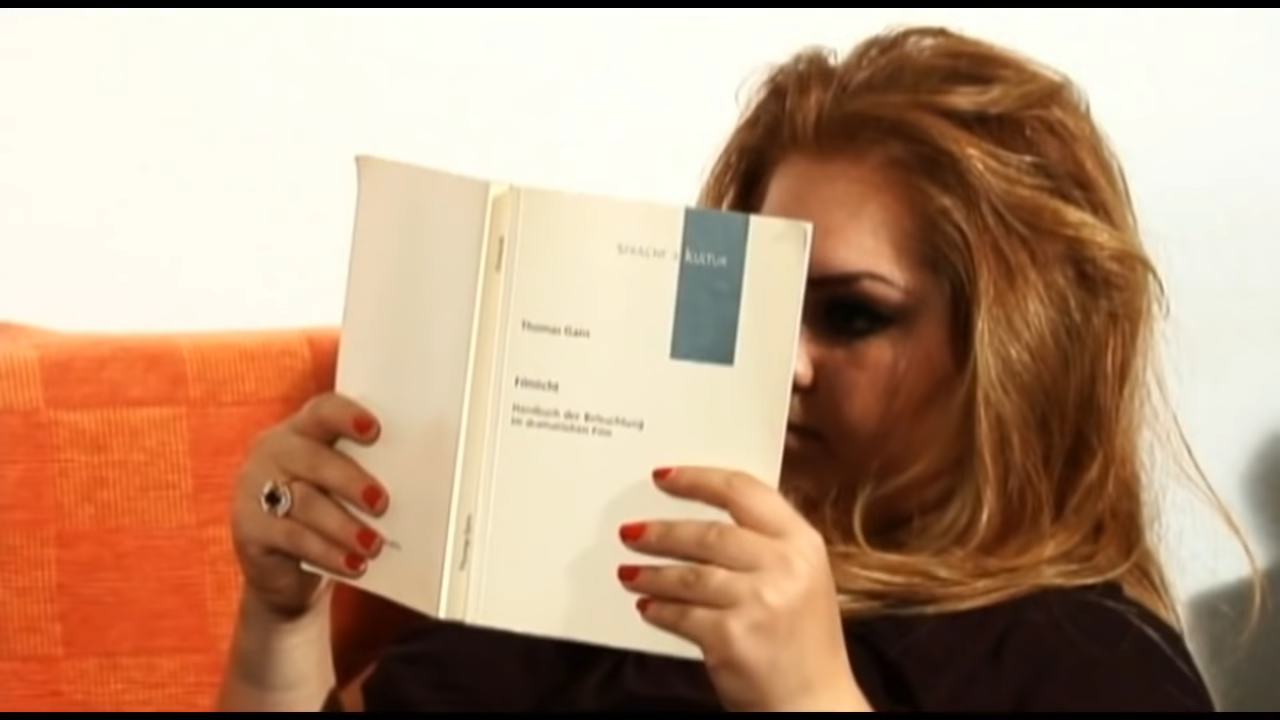 SPRACHE & KULTUR
Thomas Gans
Filmlicht
Handbuch der Beleuchtung
im dramatischen Film